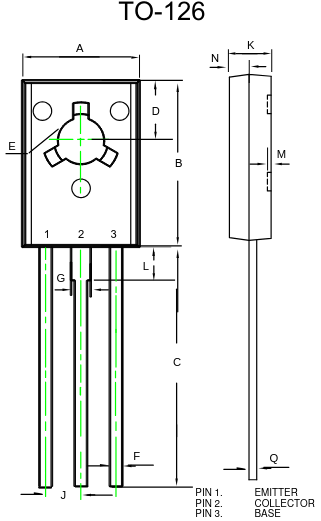 TO-126
A
K
N
D
E
B
M
1 2 3
L
G
C
F
J
Q
PIN 1. EMITTER
PIN 2. COLLECTOR
PIN 3. BASE